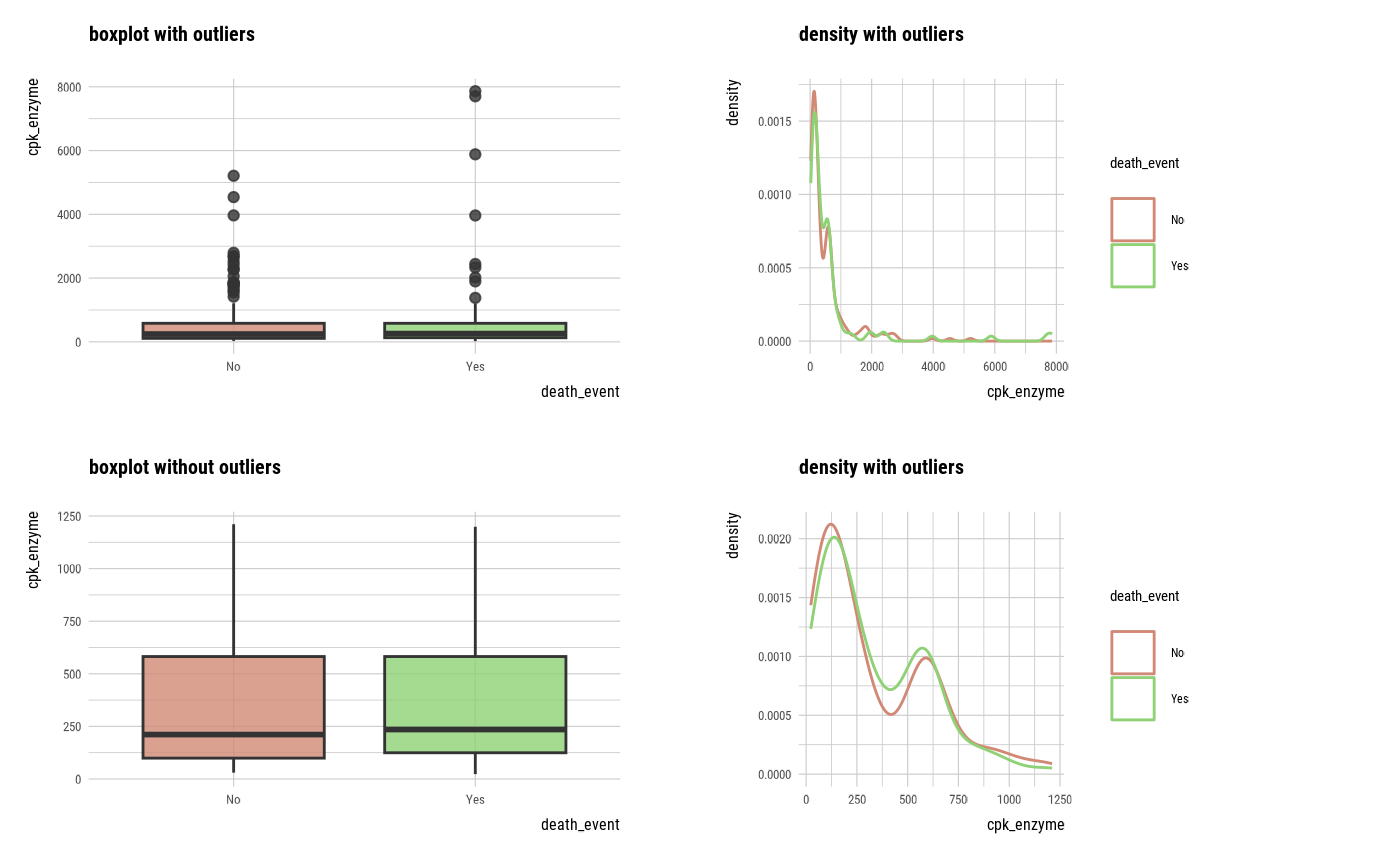 boxplot with outliers
cpk_enzyme
8000
6000
4000
2000
0
No Yes
death_event
density with outliers
density
0.0015
0.0010
0.0005
0.0000
0 2000 4000 6000 8000
cpk_enzyme
death_event
No
Yes
boxplot without outliers
cpk_enzyme
1250
1000
750
500
250
0
No Yes
death_event
density with outliers
density
0.0020
0.0015
0.0010
0.0005
0.0000
0 250 500 750 1000 1250
cpk_enzyme
death_event
No
Yes